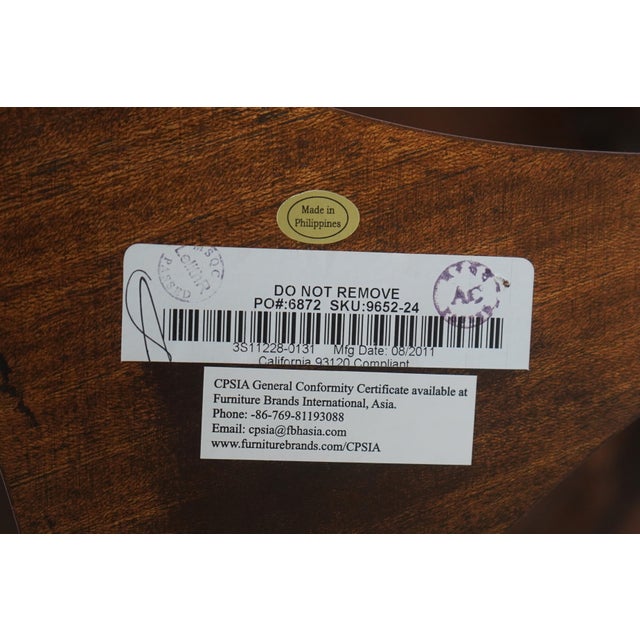 Made in
Philippines
DO NOT REMOVE
PO#:6872 SKU:9652-24
3S11228-0131 Mfg Date: 08/2011
California 93120 Compliant
CPSIA General Conformity Certificate available at
Furniture Brands International, Asia.
Phone: -86-769-81193088
Email: cpsia@fbhasia.com
www.furniturebrands.com/CPSIA
AC